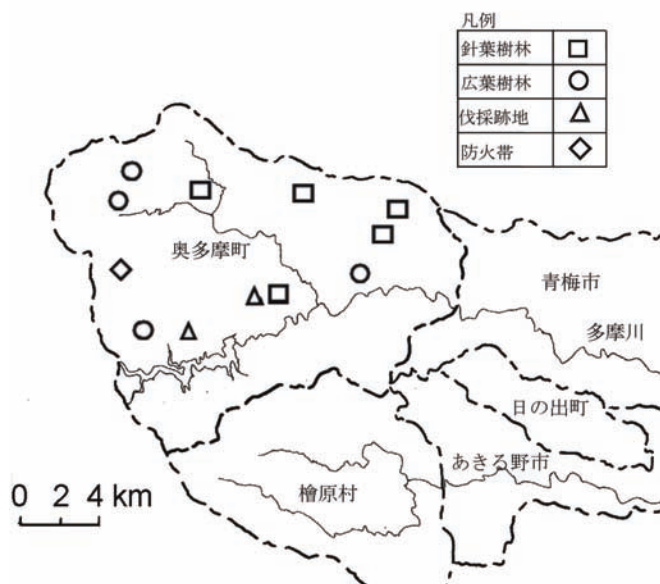 凡例
針葉樹林
広葉樹林
伐採跡地
防火帯
奥多摩町
青梅市
多摩川
日の出町
あきる野市
檜原村
0 2 4 km